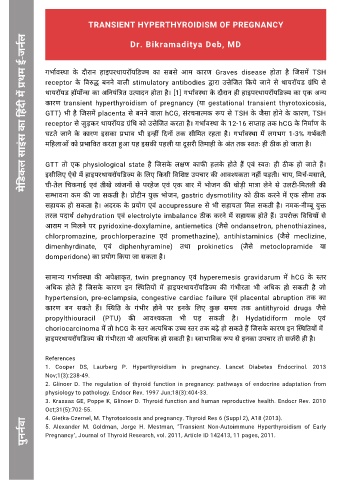 TRANSIENT HYPERTHYROIDISM OF PREGNANCY
Dr. Bikramaditya Deb, MD
मेडिकल साइंस का हिंदी में प्रथम ई-जर्नल
गर्भावस्था के दौरान हाइपरथायरॉयडिज्म का सबसे आम कारण Graves disease होता है जिसमें TSH
receptor के विरुद्ध बनने वाली stimulatory antibodies द्वारा उत्तेजित किये जाने से थायरॉयड ग्रंथि से
थायरॉयड हॉर्मोन्स का अनियंत्रित उत्पादन होता है। [1] गर्भावस्था के दौरान ही हाइपरथायरॉयडिज्म का एक अन्य
कारण transient hyperthyroidism of pregnancy (या gestational transient thyrotoxicosis,
GTT) भी है जिसमें placenta से बनने वाला hCG, संरचनात्मक रूप से TSH के जैसा होने के कारण, TSH
receptor से जुड़कर थायरॉयड ग्रंथि को उत्तेजित करता है। गर्भावस्था के 12-16 सप्ताह तक hCG के निर्माण के
घटते जाने के कारण इसका प्रभाव भी इन्हीं दिनों तक सीमित रहता है। गर्भावस्था में लगभग 1-3% गर्भवती
महिलाओं को प्रभावित करता हुआ यह इसकी पहली या दूसरी तिमाही के अंत तक स्वतः ही ठीक हो जाता है।
GTT तो एक physiological state है जिसके लक्षण काफी हलके होते हैं एवं स्वतः ही ठीक हो जाते हैं।
इसीलिए ऐसे में हाइपरथायरॉयडिज्म के लिए किसी विशिष्ट उपचार की आवश्यकता नहीं पड़ती। चाय, मिर्च-मसाले,
घी-तेल चिकनाई एवं तीखे व्यंजनों से परहेज एवं एक बार में भोजन की थोड़ी मात्रा होने से उलटी-मितली की
सम्भावना कम की जा सकती है। प्रोटीन युक्त भोजन, gastric dysmotility को ठीक करने में एक सीमा तक
सहायक हो सकता है। अदरक के प्रयोग एवं accupressure से भी सहायता मिल सकती है। नमक-नीम्बू युक्त
तरल पदार्थ dehydration एवं electrolyte imbalance ठीक करने में सहायक होते हैं। उपरोक्त विधियों से
आराम न मिलने पर pyridoxine-doxylamine, antiemetics (जैसे ondansetron, phenothiazines,
chlorpromazine, prochlorperazine एवं promethazine), antihistaminics (जैसे meclizine,
dimenhydrinate, एवं diphenhydramine) तथा prokinetics (जैसे metoclopramide या
domperidone) का प्रयोग किया जा सकता है।
सामान्य गर्भावस्था की अपेक्षाकृत, twin pregnancy एवं hyperemesis gravidarum में hCG के स्तर
अधिक होते हैं जिसके कारण इन स्थितियों में हाइपरथायरॉयडिज्म की गंभीरता भी अधिक हो सकती है जो
hypertension, pre-eclampsia, congestive cardiac failure एवं placental abruption तक का
कारण बन सकते हैं। स्थिति के गंभीर होने पर इनके लिए कुछ समय तक antithyroid drugs जैसे
propylthiouracil (PTU) की आवश्यकता भी पड़ सकती है। Hydatidiform mole एवं
choriocarcinoma में तो hCG के स्तर अत्यधिक उच्च स्तर तक बढ़े हो सकते हैं जिसके कारण इन स्थितियों में
हाइपरथायरॉयडिज्म की गंभीरता भी अत्यधिक हो सकती है। स्वाभाविक रूप से इनका उपचार तो सर्जरी ही है।
References
1. Cooper DS, Laurberg P. Hyperthyroidism in pregnancy. Lancet Diabetes Endocrinol. 2013
Nov;1(3):238-49.
2. Glinoer D. The regulation of thyroid function in pregnancy: pathways of endocrine adaptation from
physiology to pathology. Endocr Rev. 1997 Jun;18(3):404-33.
3. Krassas GE, Poppe K, Glinoer D. Thyroid function and human reproductive health. Endocr Rev. 2010
Oct;31(5):702-55.
4. Gietka-Czernel, M. Thyrotoxicosis and pregnancy. Thyroid Res 6 (Suppl 2), A18 (2013).
5. Alexander M. Goldman, Jorge H. Mestman, "Transient Non-Autoimmune Hyperthyroidism of Early
Pregnancy", Journal of Thyroid Research, vol. 2011, Article ID 142413, 11 pages, 2011.
पुनर्नवा